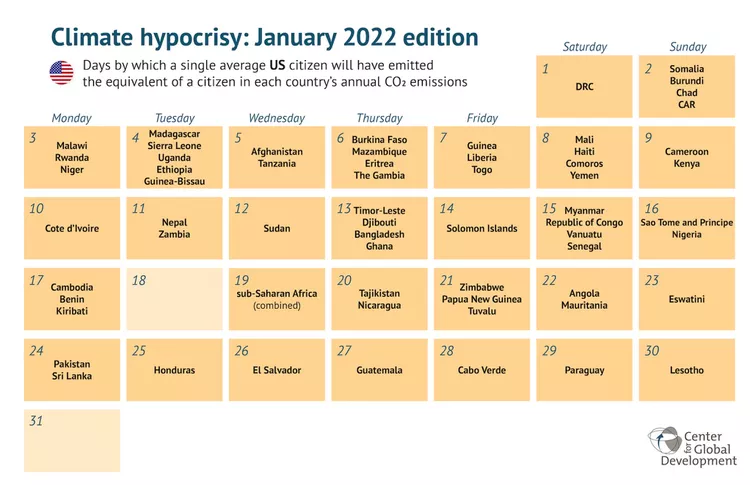 Climate hypocrisy: January 2022 edition
Days by which a single average US citizen will have emitted
the equivalent of a citizen in each country's annual CO₂ emissions
Saturday
Sunday
1
DRC
2
Somalia
Burundi
Chad
CAR
Monday
Tuesday
Wednesday
Thursday
Friday
3
Malawi
Rwanda
Niger
4
Madagascar
Sierra Leone
Uganda
Ethiopia
Guinea-Bissau
5
Afghanistan
Tanzania
6
Burkina Faso
Mazambique
Eritrea
The Gambia
7
Guinea
Liberia
Togo
8
Mali
Haiti
Comoros
Yemen
9
Cameroon
Kenya
10
Cote d'Ivoire
11
Nepal
Zambia
12
Sudan
13
Timor-Leste
Djibouti
Bangladesh
Ghana
14
Solomon Islands
15
Myanmar
Republic of Congo
Vanuatu
Senegal
16
Sao Tome and Principe
Nigeria
17
Cambodia
Benin
Kiribati
18
19
sub-Saharan Africa
(combined)
20
Tajikistan
Nicaragua
21
Zimbabwe
Papua New Guinea
Tuvalu
22
Angola
Mauritania
23
Eswatini
24
Pakistan
Sri Lanka
25
Honduras
26
El Salvador
27
Guatemala
28
Cabo Verde
29
Paraguay
30
Lesotho
31
Center
for Global
Development